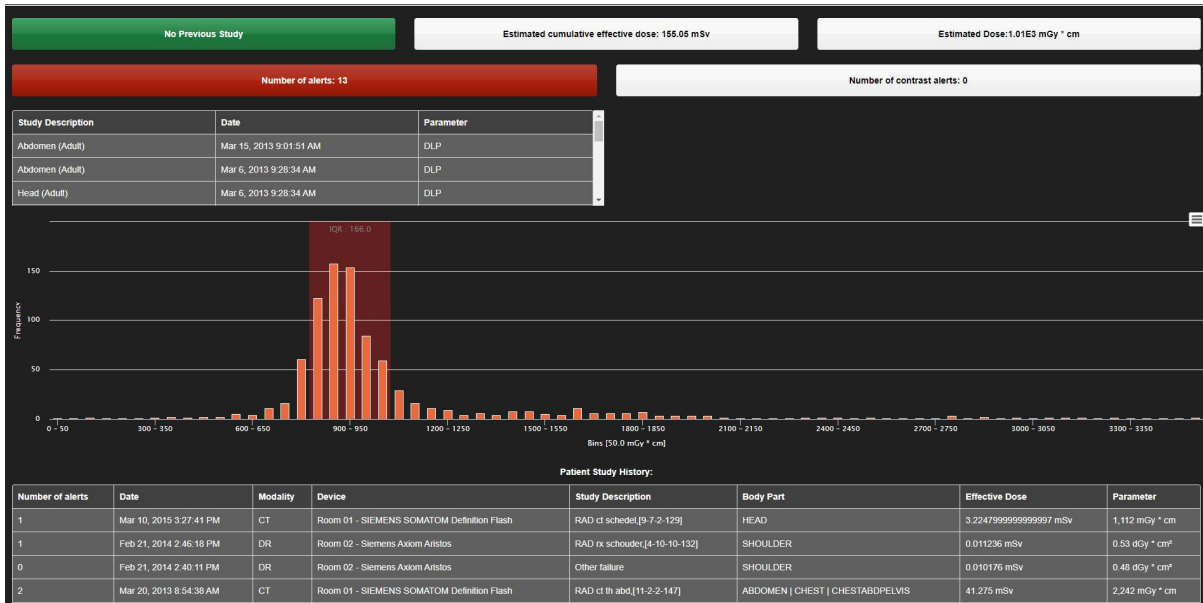 No Previous Study
Estimated cumulative effective dose: 155.05 mSv
Estimated Dose:1.01E3 mGy * cm
Number of alerts: 13
Number of contrast alerts: 0
Study Description Date Parameter
Abdomen (Adult) Mar 15, 2013 9:01:51 AM DLP
Abdomen (Adult) Mar 6, 2013 9:28:34 AM DLP
Head (Adult) Mar 6, 2013 9:28:34 AM DLP
IQR : 166.0
150
100
50
0
Frequency
0 - 50 300 - 350 600 - 650 900 - 950 1200 - 1250 1500 - 1550 1800 - 1850 2100 - 2150 2400 - 2450 2700 - 2750 3000 - 3050 3300 - 3350
Bins [50.0 mGy * cm]
Patient Study History:
Number of alerts Date Modality Device Study Description Body Part Effective Dose Parameter
1 Mar 10, 2015 3:27:41 PM CT Room 01 - SIEMENS SOMATOM Definition Flash RAD ct schedel,[9-7-2-129] HEAD 3.2247999999999997 mSv 1,112 mGy * cm
1 Feb 21, 2014 2:46:18 PM DR Room 02 - Siemens Axiom Aristos RAD rx schouder,[4-10-10-132] SHOULDER 0.011236 mSv 0.53 dGy * cm²
0 Feb 21, 2014 2:40:11 PM DR Room 02 - Siemens Axiom Aristos Other failure SHOULDER 0.010176 mSv 0.48 dGy * cm²
2 Mar 20, 2013 8:54:38 AM CT Room 01 - SIEMENS SOMATOM Definition Flash RAD ct th abd,[11-2-2-147] ABDOMEN | CHEST | CHESTABDPELVIS 41.275 mSv 2,242 mGy * cm